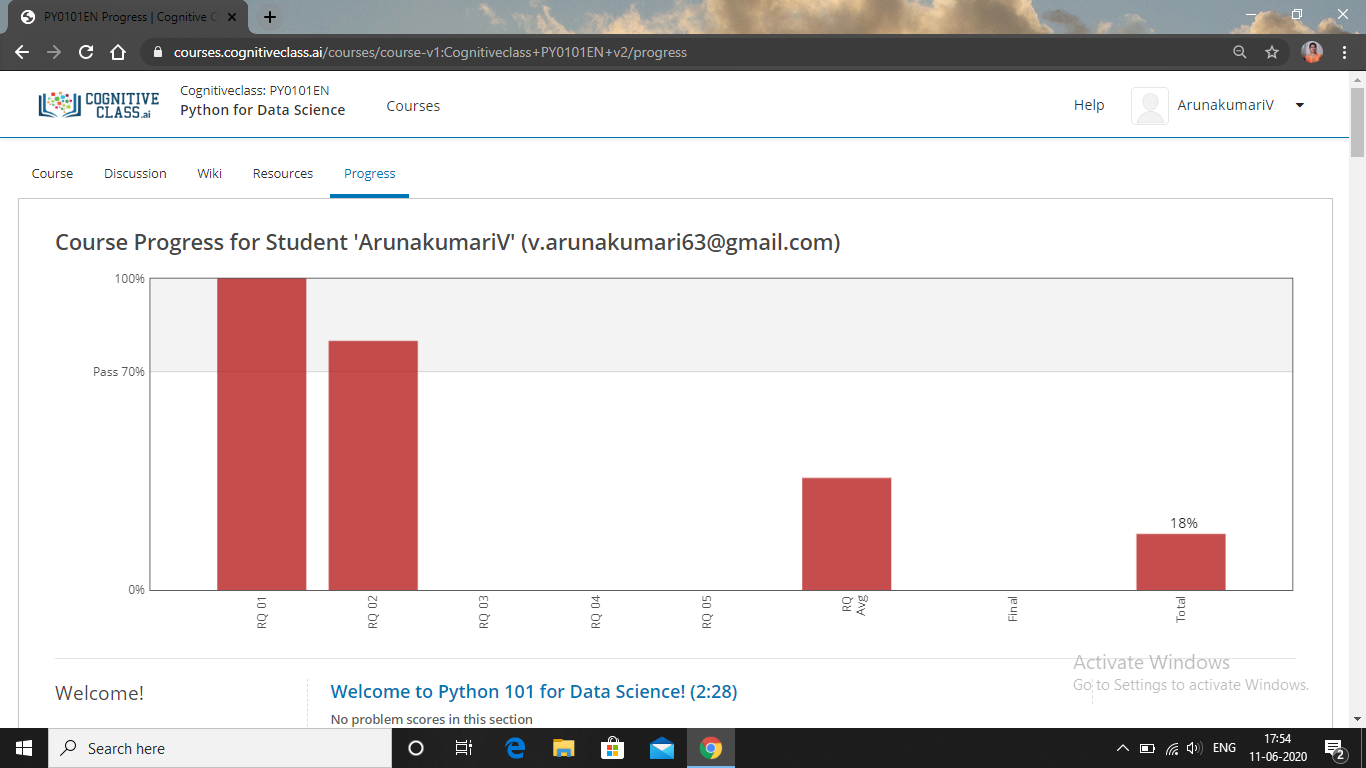 PY0101EN Progress | Cognitive C
courses.cognitiveclass.ai/courses/course-v1:Cognitiveclass+PY0101EN+v2/progress
COGNITIVE
CLASS.ai
Cognitiveclass: PY0101EN
Python for Data Science
Courses
Help
ArunakumariV
Course
Discussion
Wiki
Resources
Progress
Course Progress for Student 'ArunakumariV' (v.arunakumari63@gmail.com)
100%
Pass 70%
0%
18%
RQ 01
RQ 02
RQ 03
RQ 04
RQ 05
RQ
Avg
Final
Total
Welcome!
Welcome to Python 101 for Data Science! (2:28)
No problem scores in this section
Activate Windows
Go to Settings to activate Windows.
Search here
ENG
17:54
11-06-2020
2